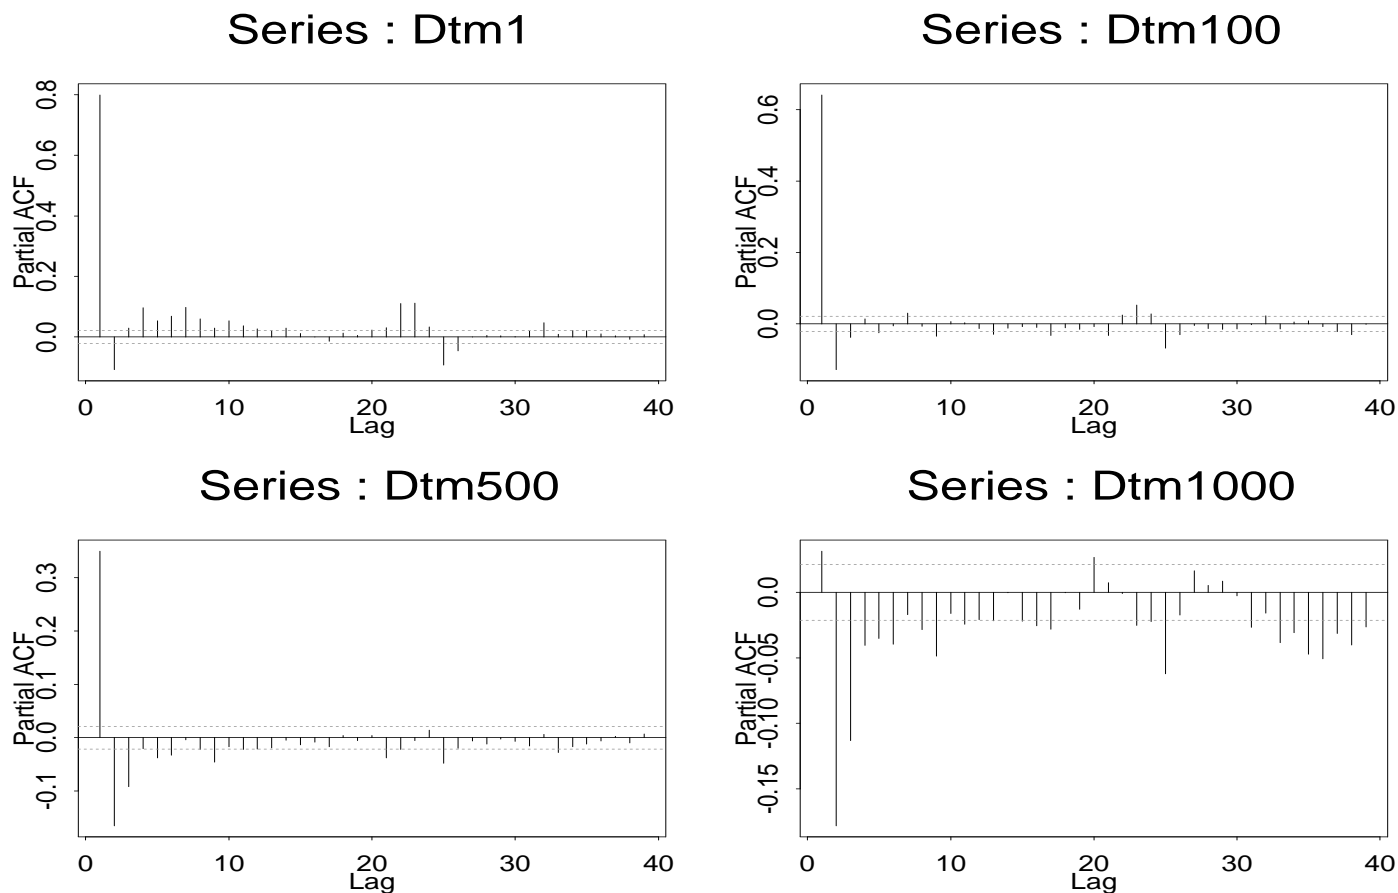 Series : Dtm1
Partial ACF
0.0 0.2 0.4 0.6 0.8
0 10 20 30 40
Lag
Series : Dtm100
Partial ACF
0.0 0.2 0.4 0.6
0 10 20 30 40
Lag
Series : Dtm500
Partial ACF
-0.1 0.0 0.1 0.2 0.3
0 10 20 30 40
Lag
Series : Dtm1000
Partial ACF
-0.15 -0.10 -0.05 0.0
0 10 20 30 40
Lag